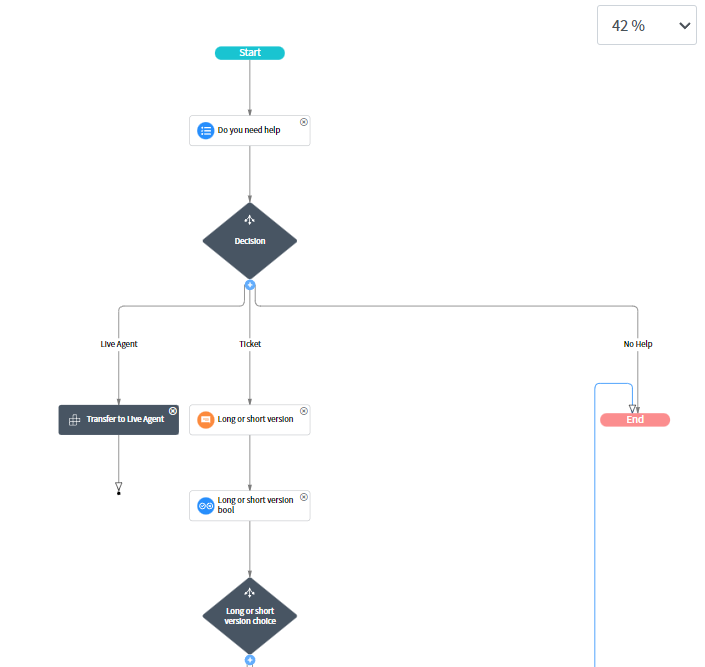 42 %
Start
Do you need help
Decision
Live Agent
Ticket
No Help
Transfer to Live Agent
Long or short version
End
Long or short version
bool
Long or short
version choice